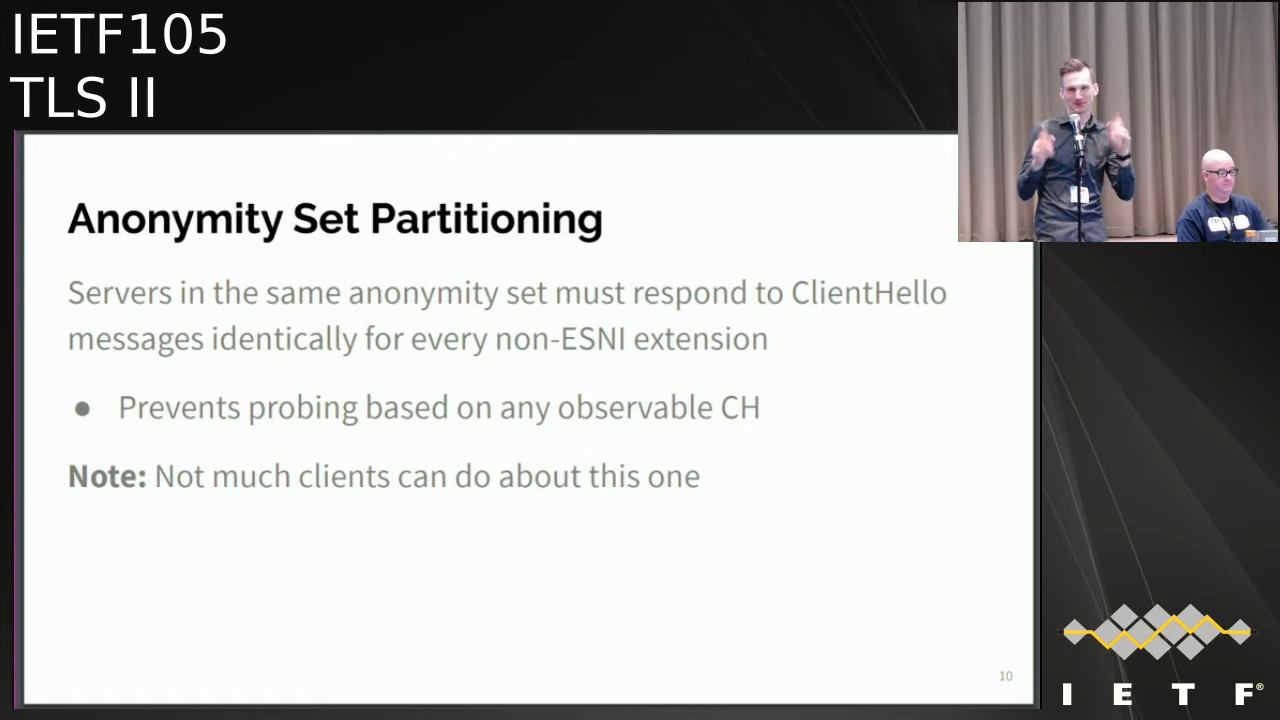 IETF105
TLS II
Anonymity Set Partitioning
Servers in the same anonymity set must respond to ClientHello
messages identically for every non-ESNI extension
● Prevents probing based on any observable CH
Note: Not much clients can do about this one
10
I E T F®